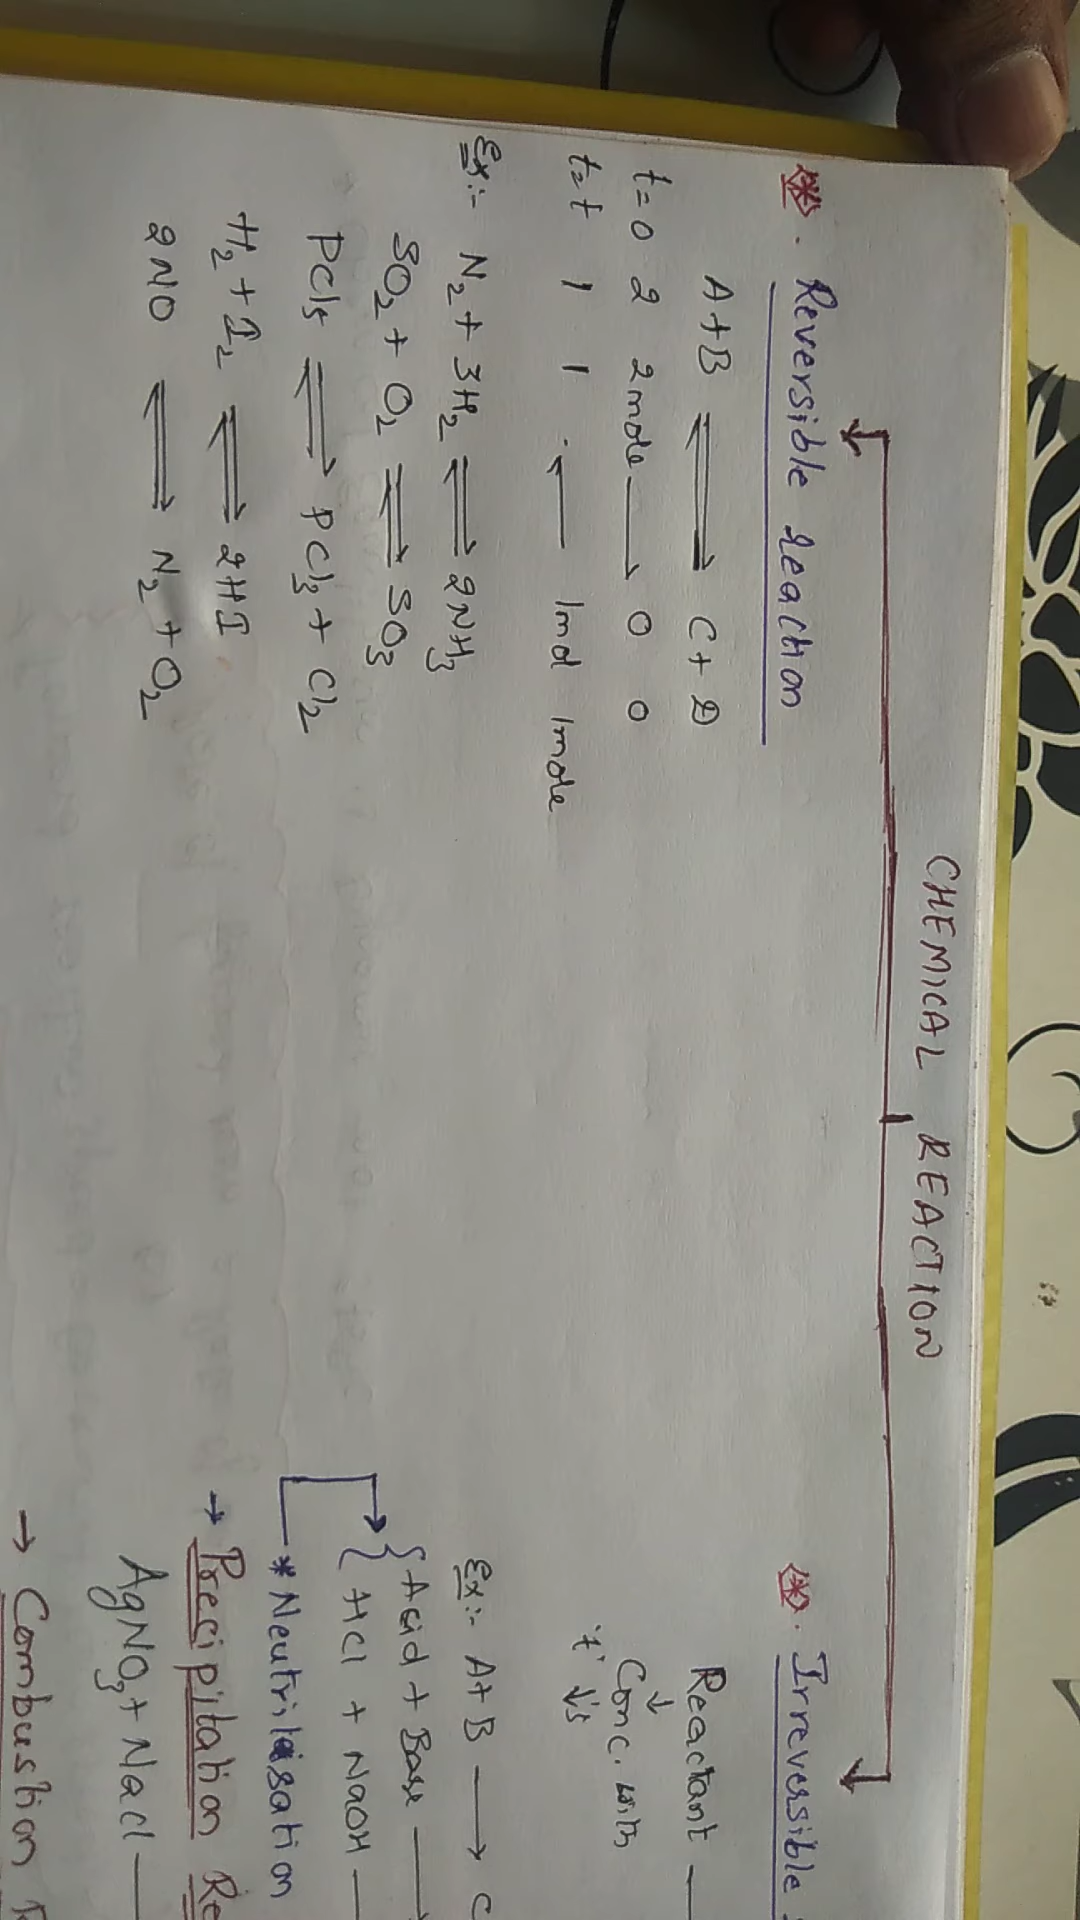 CHEMICAL REACTION
(*). Reversible Reaction
A+B ⇌ C + D
t=0 2 2mole ⟶ 0 0
t=t 1 1 ⟵ 1mol 1mole
Ex:- N₂ + 3H₂ ⇌ 2NH₃
SO₂ + O₂ ⇌ SO₃
PCl₅ ⇌ PCl₃ + Cl₂
H₂ + I₂ ⇌ 2HI
2NO ⇌ N₂ + O₂
(*). Irreversible
Reactant —
↓
Conc. with
't' ↓'s
Ex:- A+B ⟶ C
{ Acid + Base ⟶
{ HCl + NaOH —
* Neutrilisation
→ Precipitation Re
AgNO₃ + NaCl —
→ Combustion